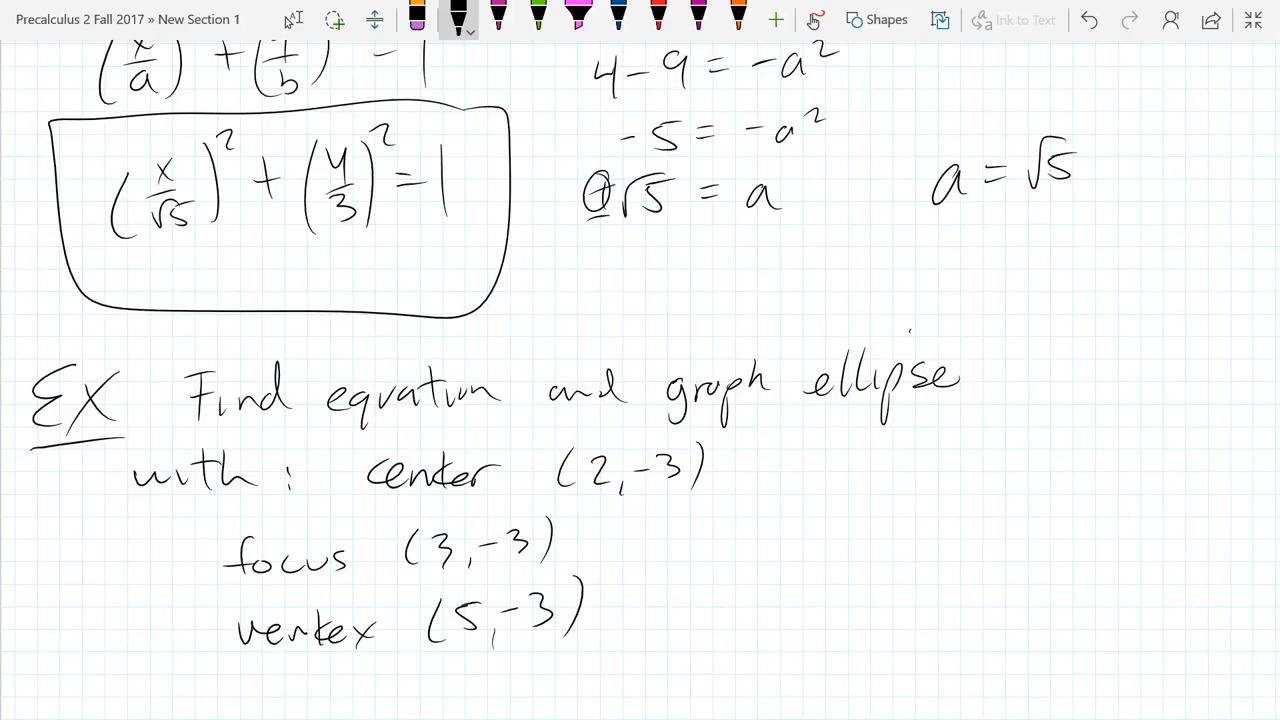 Precalculus 2 Fall 2017 » New Section 1
Shapes
Ink to Text
(x/a) + (y/b) = 1
4 - 9 = -a²
(x/√5)² + (y/3)² = 1
-5 = -a²
±√5 = a
a = √5
EX Find equation and graph ellipse
with: center (2,-3)
focus (3,-3)
vertex (5,-3)